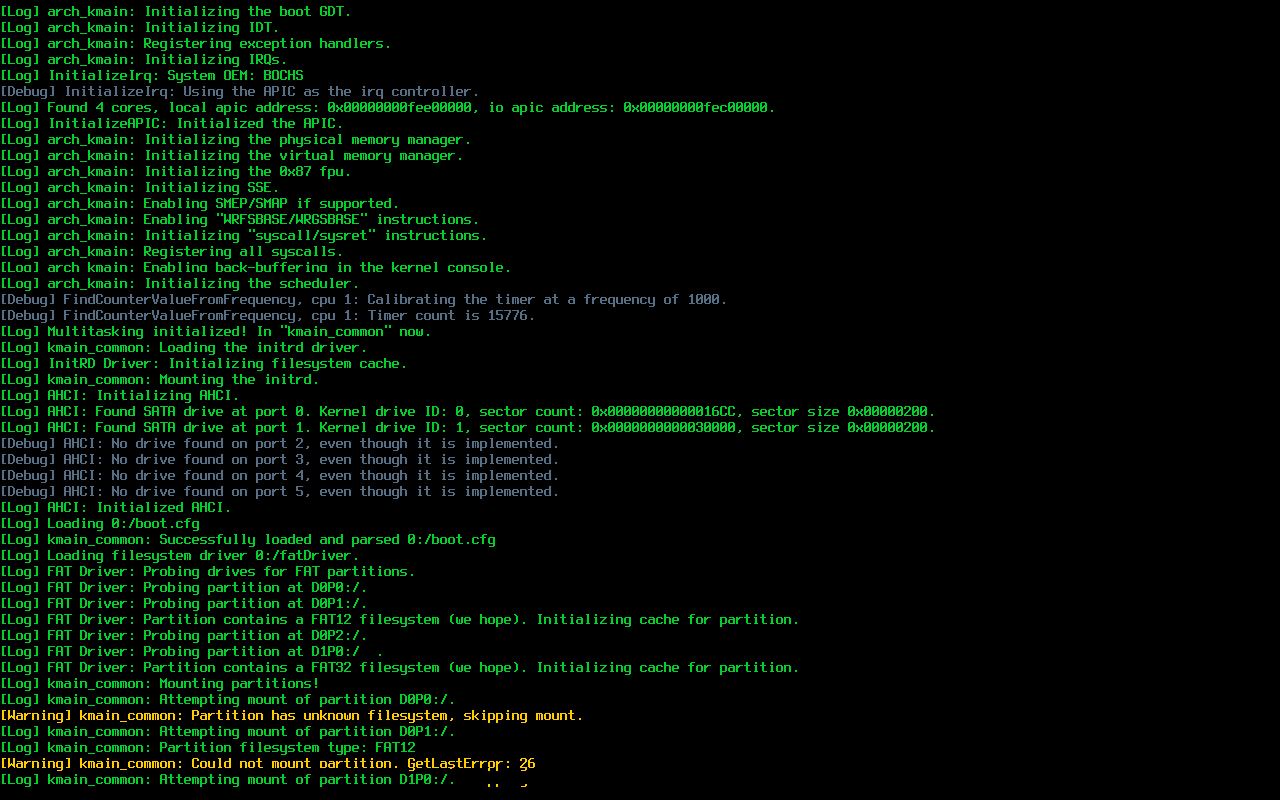 [Log] arch_kmain: Initializing the boot GDT.
[Log] arch_kmain: Initializing IDT.
[Log] arch_kmain: Registering exception handlers.
[Log] arch_kmain: Initializing IRQs.
[Log] InitializeIrq: System OEM: BOCHS
[Debug] InitializeIrq: Using the APIC as the irq controller.
[Log] Found 4 cores, local apic address: 0x00000000fee00000, io apic address: 0x00000000fec00000.
[Log] InitializeAPIC: Initialized the APIC.
[Log] arch_kmain: Initializing the physical memory manager.
[Log] arch_kmain: Initializing the virtual memory manager.
[Log] arch_kmain: Initializing the 0x87 fpu.
[Log] arch_kmain: Initializing SSE.
[Log] arch_kmain: Enabling SMEP/SMAP if supported.
[Log] arch_kmain: Enabling "WRFSBASE/WRGSBASE" instructions.
[Log] arch_kmain: Initializing "syscall/sysret" instructions.
[Log] arch_kmain: Registering all syscalls.
[Log] arch_kmain: Enabling back-buffering in the kernel console.
[Log] arch_kmain: Initializing the scheduler.
[Debug] FindCounterValueFromFrequency, cpu 1: Calibrating the timer at a frequency of 1000.
[Debug] FindCounterValueFromFrequency, cpu 1: Timer count is 15776.
[Log] Multitasking initialized! In "kmain_common" now.
[Log] kmain_common: Loading the initrd driver.
[Log] InitRD Driver: Initializing filesystem cache.
[Log] kmain_common: Mounting the initrd.
[Log] AHCI: Initializing AHCI.
[Log] AHCI: Found SATA drive at port 0. Kernel drive ID: 0, sector count: 0x00000000000016CC, sector size 0x00000200.
[Log] AHCI: Found SATA drive at port 1. Kernel drive ID: 1, sector count: 0x0000000000030000, sector size 0x00000200.
[Debug] AHCI: No drive found on port 2, even though it is implemented.
[Debug] AHCI: No drive found on port 3, even though it is implemented.
[Debug] AHCI: No drive found on port 4, even though it is implemented.
[Debug] AHCI: No drive found on port 5, even though it is implemented.
[Log] AHCI: Initialized AHCI.
[Log] Loading 0:/boot.cfg
[Log] kmain_common: Successfully loaded and parsed 0:/boot.cfg
[Log] Loading filesystem driver 0:/fatDriver.
[Log] FAT Driver: Probing drives for FAT partitions.
[Log] FAT Driver: Probing partition at D0P0:/.
[Log] FAT Driver: Probing partition at D0P1:/.
[Log] FAT Driver: Partition contains a FAT12 filesystem (we hope). Initializing cache for partition.
[Log] FAT Driver: Probing partition at D0P2:/.
[Log] FAT Driver: Probing partition at D1P0:/  .
[Log] FAT Driver: Partition contains a FAT32 filesystem (we hope). Initializing cache for partition.
[Log] kmain_common: Mounting partitions!
[Log] kmain_common: Attempting mount of partition D0P0:/.
[Warning] kmain_common: Partition has unknown filesystem, skipping mount.
[Log] kmain_common: Attempting mount of partition D0P1:/.
[Log] kmain_common: Partition filesystem type: FAT12
[Warning] kmain_common: Could not mount partition. GetLastError: 26
[Log] kmain_common: Attempting mount of partition D1P0:/.